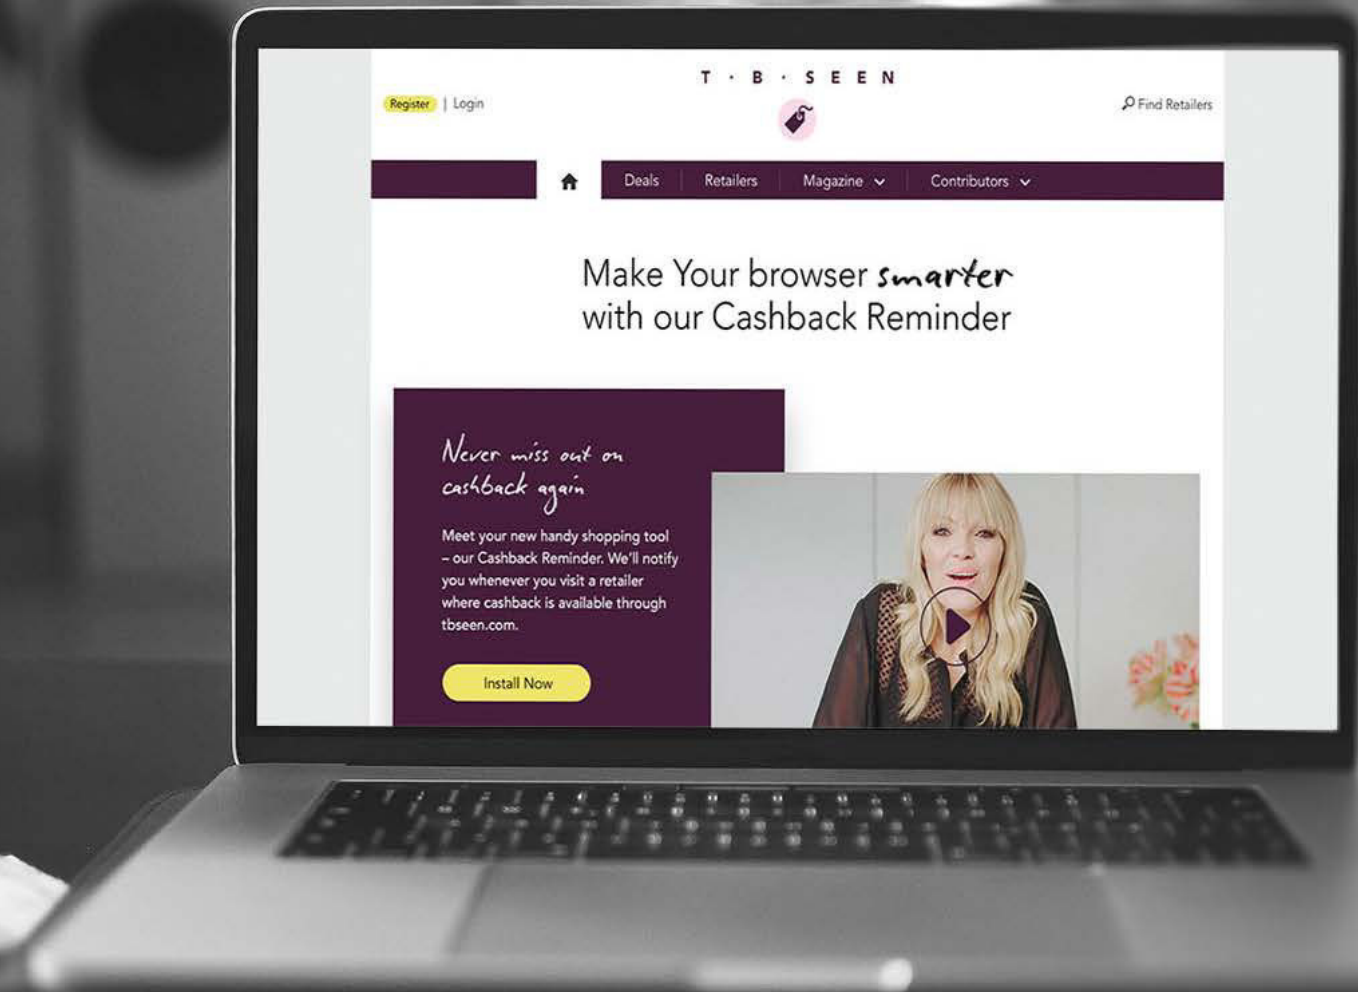 T · B · SEEN
Register | Login
Find Retailers
Deals
Retailers
Magazine
Contributors
Make Your browser smarter
with our Cashback Reminder
Never miss out on
cashback again
Meet your new handy shopping tool
– our Cashback Reminder. We'll notify
you whenever you visit a retailer
where cashback is available through
tbseen.com.
Install Now